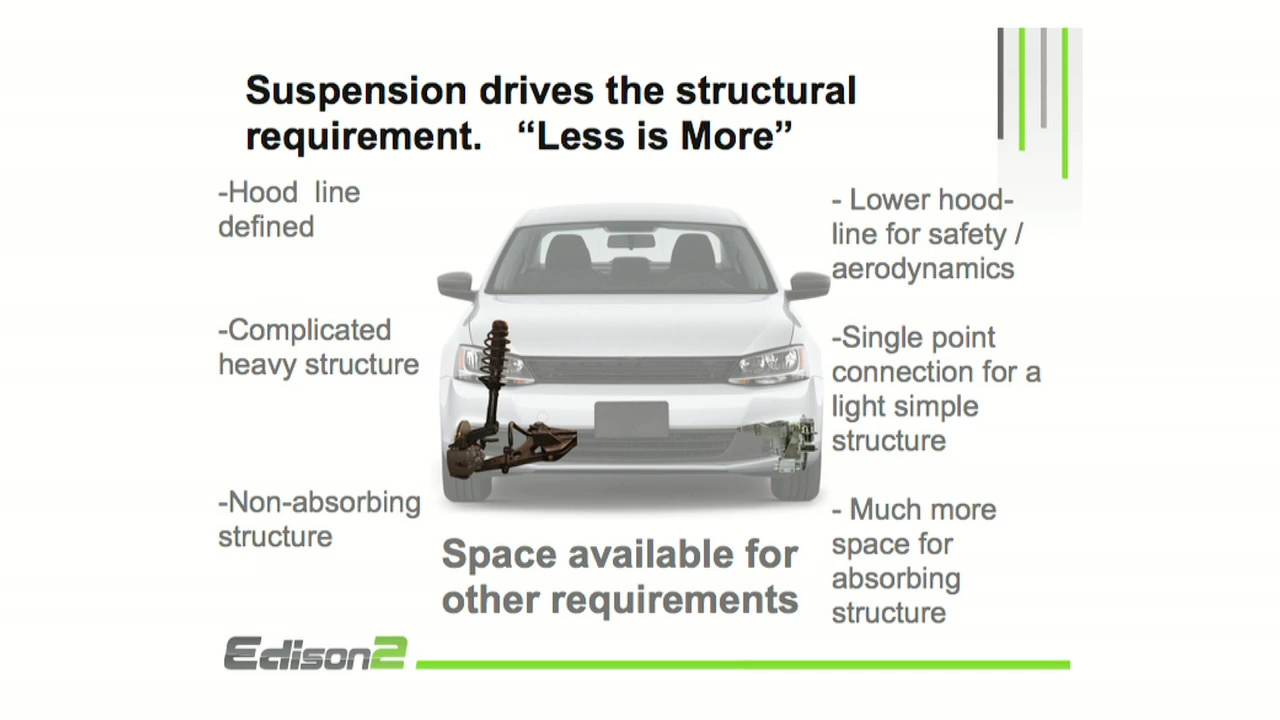 Suspension drives the structural
requirement. “Less is More”
-Hood line
defined
-Complicated
heavy structure
-Non-absorbing
structure
- Lower hood-
line for safety /
aerodynamics
-Single point
connection for a
light simple
structure
- Much more
space for
absorbing
structure
Space available for
other requirements
Edison2